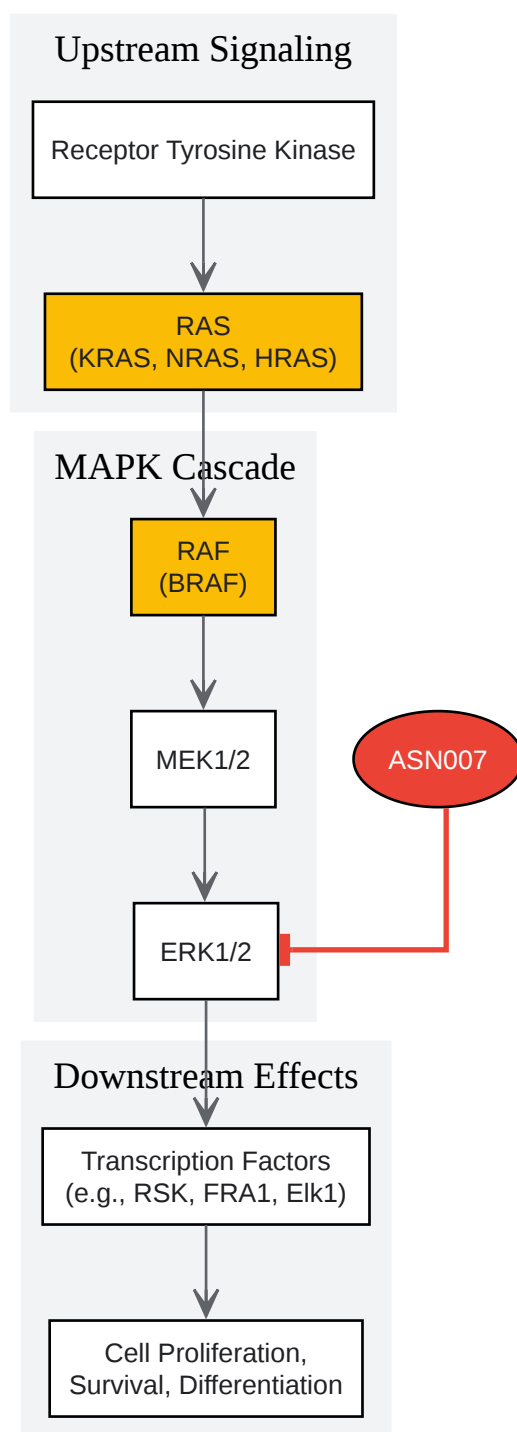 Upstream Signaling
Receptor Tyrosine Kinase
RAS
(KRAS, NRAS, HRAS)
MAPK Cascade
RAF
(BRAF)
MEK1/2
ASN007
ERK1/2
Downstream Effects
Transcription Factors
(e.g., RSK, FRA1, Elk1)
Cell Proliferation,
Survival, Differentiation